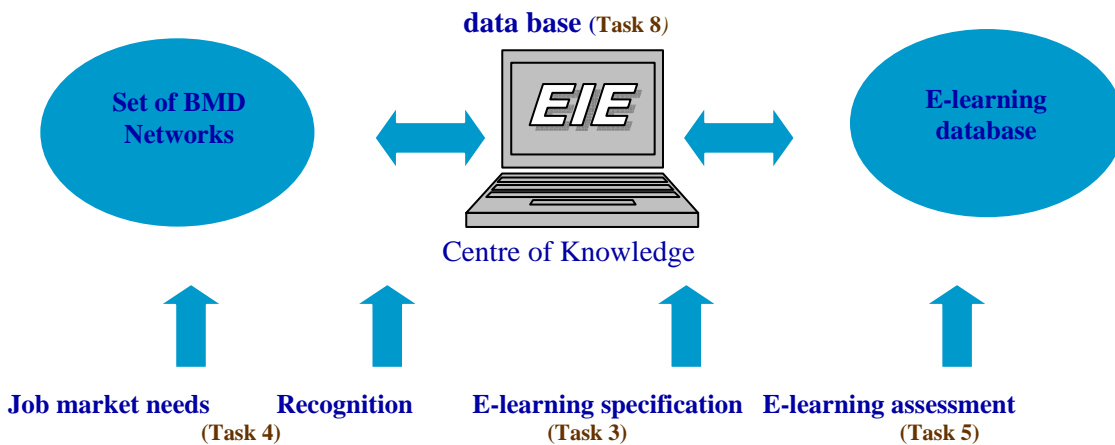 data base (Task 8)
Set of BMD
Networks
EIE
E-learning
database
Centre of Knowledge
Job market needs Recognition E-learning specification E-learning assessment
(Task 4) (Task 3) (Task 5)